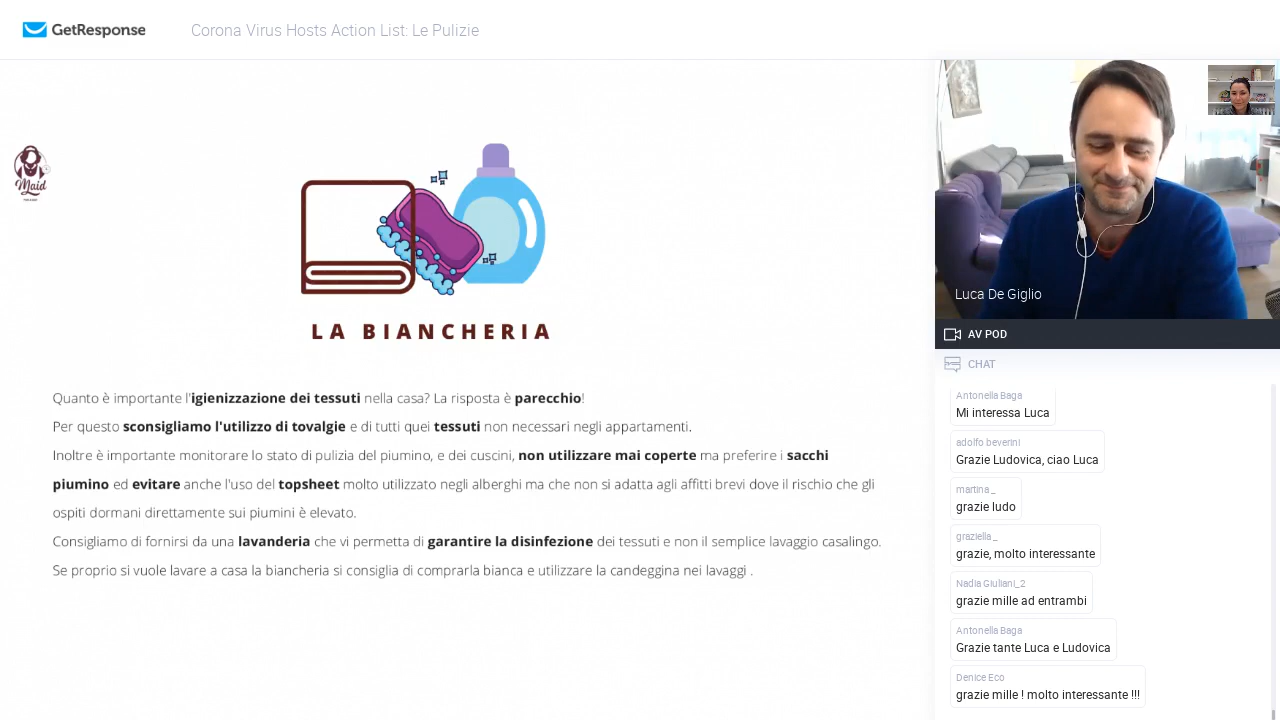 GetResponse
Corona Virus Hosts Action List: Le Pulizie
Maid
LA BIANCHERIA
Quanto è importante l'igienizzazione dei tessuti nella casa? La risposta è parecchio!
Per questo sconsigliamo l'utilizzo di tovalgie e di tutti quei tessuti non necessari negli appartamenti.
Inoltre è importante monitorare lo stato di pulizia del piumino, e dei cuscini, non utilizzare mai coperte ma preferire i sacchi
piumino ed evitare anche l'uso del topsheet molto utilizzato negli alberghi ma che non si adatta agli affitti brevi dove il rischio che gli
ospiti dormani direttamente sui piumini è elevato.
Consigliamo di fornirsi da una lavanderia che vi permetta di garantire la disinfezione dei tessuti e non il semplice lavaggio casalingo.
Se proprio si vuole lavare a casa la biancheria si consiglia di comprarla bianca e utilizzare la candeggina nei lavaggi .
Luca De Giglio
AV POD
CHAT
Antonella Baga
Mi interessa Luca
adolfo beverini
Grazie Ludovica, ciao Luca
martina _
grazie ludo
graziella _
grazie, molto interessante
Nadia Giuliani_2
grazie mille ad entrambi
Antonella Baga
Grazie tante Luca e Ludovica
Denice Eco
grazie mille ! molto interessante !!!